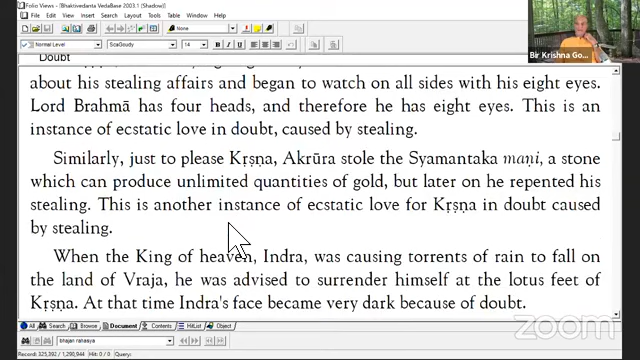 Folio Views - [Bhaktivedanta VedaBase 2003.1 (Shadow)]
File Edit View Search Layout Insert Tools Window Help
None
Normal Level ScaGoudy 14 B I U
Doubt
Bir Krishna Go...
about his stealing affairs and began to watch on all sides with his eight eyes.
Lord Brahmā has four heads, and therefore he has eight eyes. This is an
instance of ecstatic love in doubt, caused by stealing.
Similarly, just to please Kṛṣṇa, Akrūra stole the Syamantaka maṇi, a stone
which can produce unlimited quantities of gold, but later on he repented his
stealing. This is another instance of ecstatic love for Kṛṣṇa in doubt caused
by stealing.
When the King of heaven, Indra, was causing torrents of rain to fall on
the land of Vraja, he was advised to surrender himself at the lotus feet of
Kṛṣṇa. At that time Indra's face became very dark because of doubt.
All Search Browse Document Contents HitList Object
zoom
bhajan rahasya
Record: 325,302 / 1,290,944 Hit: 0 / 0 Query: